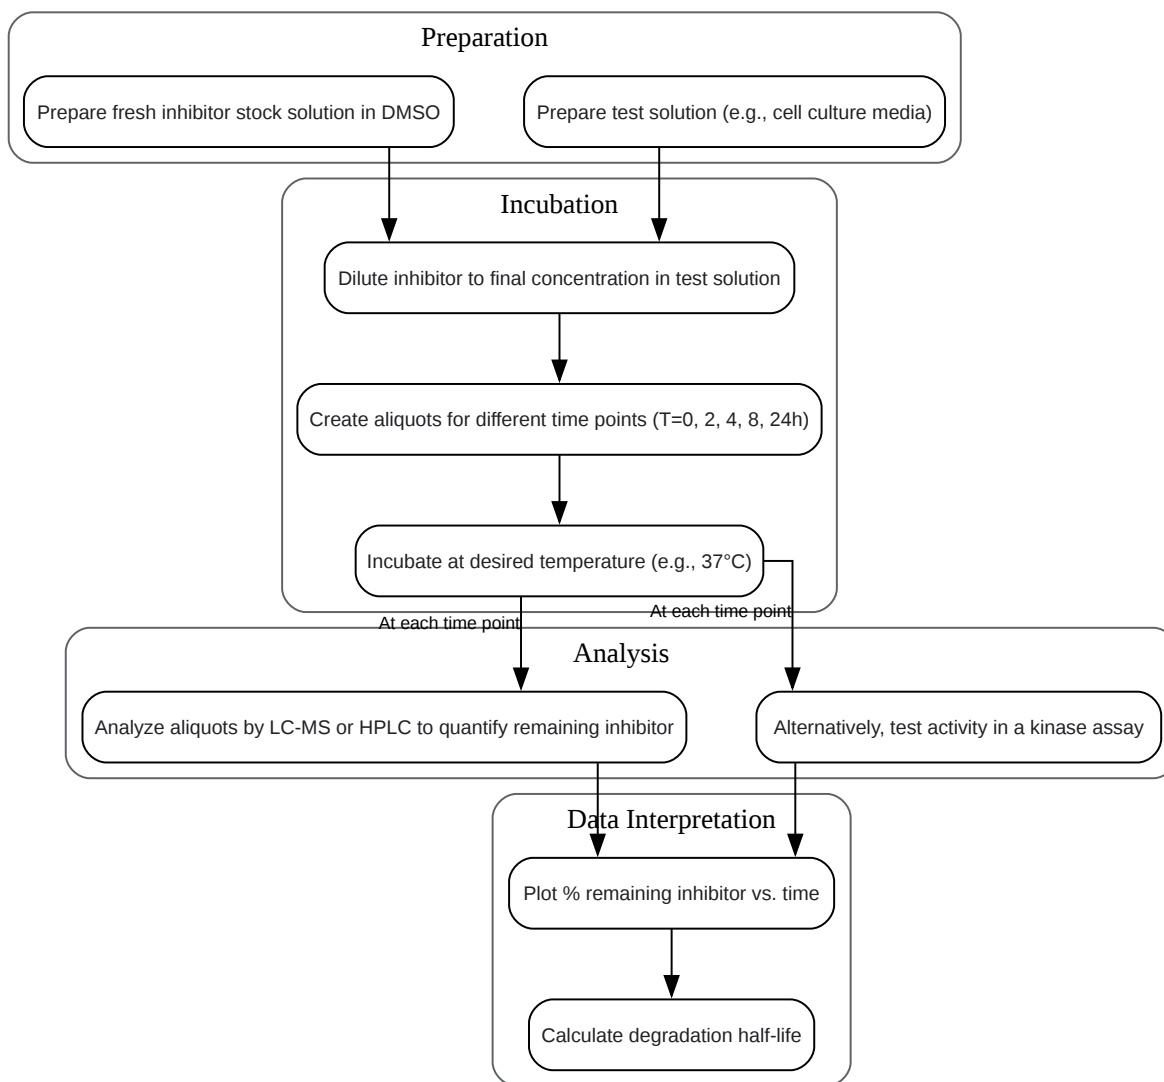 Preparation
Prepare fresh inhibitor stock solution in DMSO
Prepare test solution (e.g., cell culture media)
Incubation
Dilute inhibitor to final concentration in test solution
Create aliquots for different time points (T=0, 2, 4, 8, 24h)
Incubate at desired temperature (e.g., 37°C)
At each time point
At each time point
Analysis
Analyze aliquots by LC-MS or HPLC to quantify remaining inhibitor
Alternatively, test activity in a kinase assay
Data Interpretation
Plot % remaining inhibitor vs. time
Calculate degradation half-life